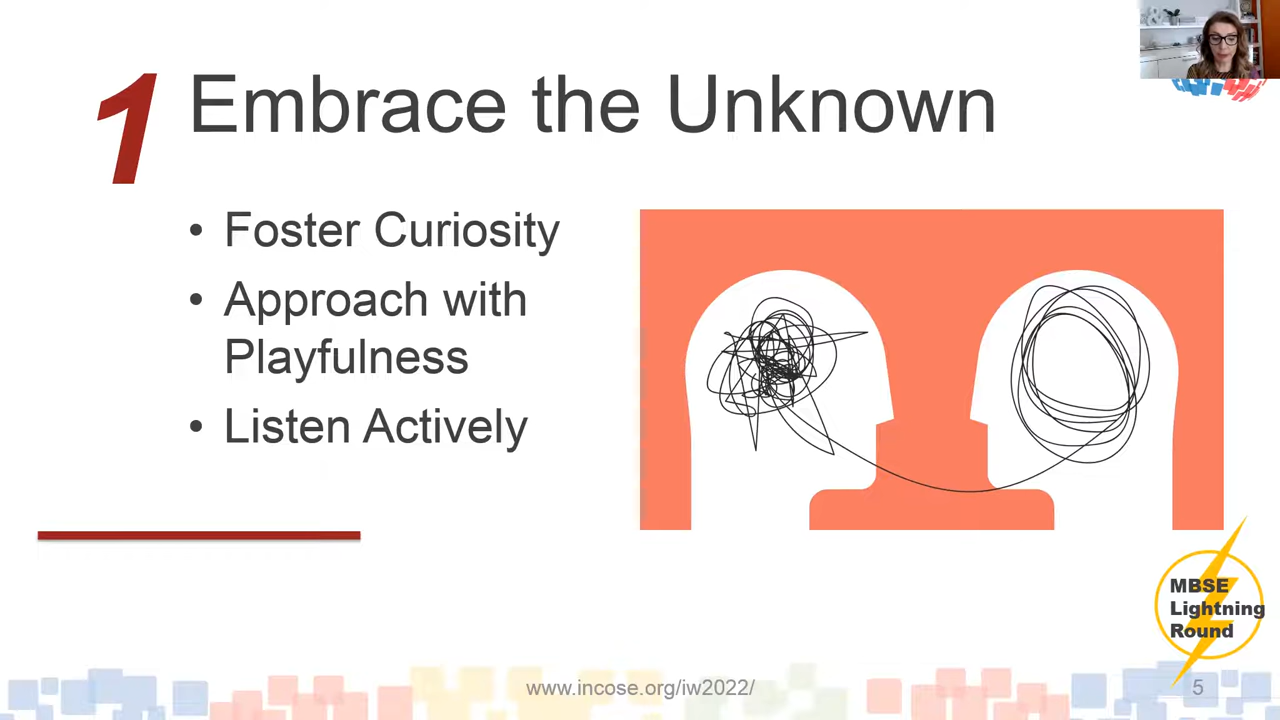 1
Embrace the Unknown
• Foster Curiosity
• Approach with
Playfulness
• Listen Actively
MBSE
Lightning
Round
www.incose.org/iw2022/
5